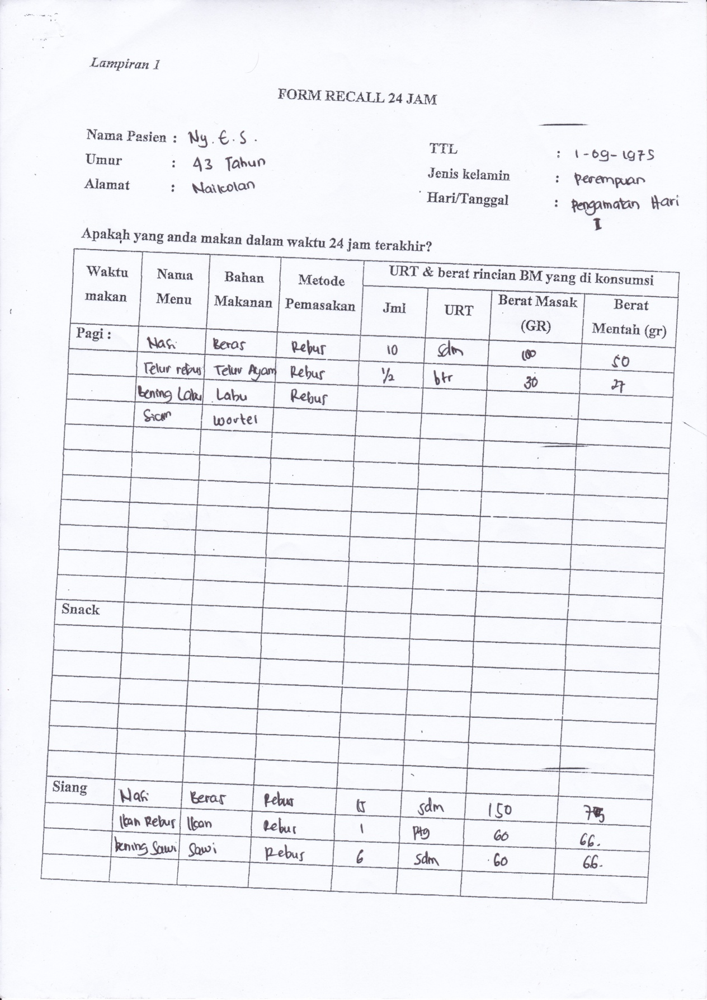 Lampiran 1
FORM RECALL 24 JAM
Nama Pasien : Ny. E. S.
Umur : 43 Tahun
Alamat : Naikolan
TTL : 1-09-1975
Jenis kelamin : Perempuan
Hari/Tanggal : Pengamatan Hari
I
Apakah yang anda makan dalam waktu 24 jam terakhir?
Waktu makan Nama Menu Bahan Makanan Metode Pemasakan URT & berat rincian BM yang di konsumsi
Jml URT Berat Masak (GR) Berat Mentah (gr)
Pagi : Nasi Beras Rebus 10 sdm 100 50
Telur rebus Telur Ayam Rebus 1/2 btr 30 27
bening Labu Labu Rebus
Siam wortel
Snack
Siang Nasi Beras Rebus 15 sdm 150 75
Ikan Rebus Ikan Rebus 1 Ptg 60 66.
bening Sawi Sawi Rebus 6 sdm 60 66.